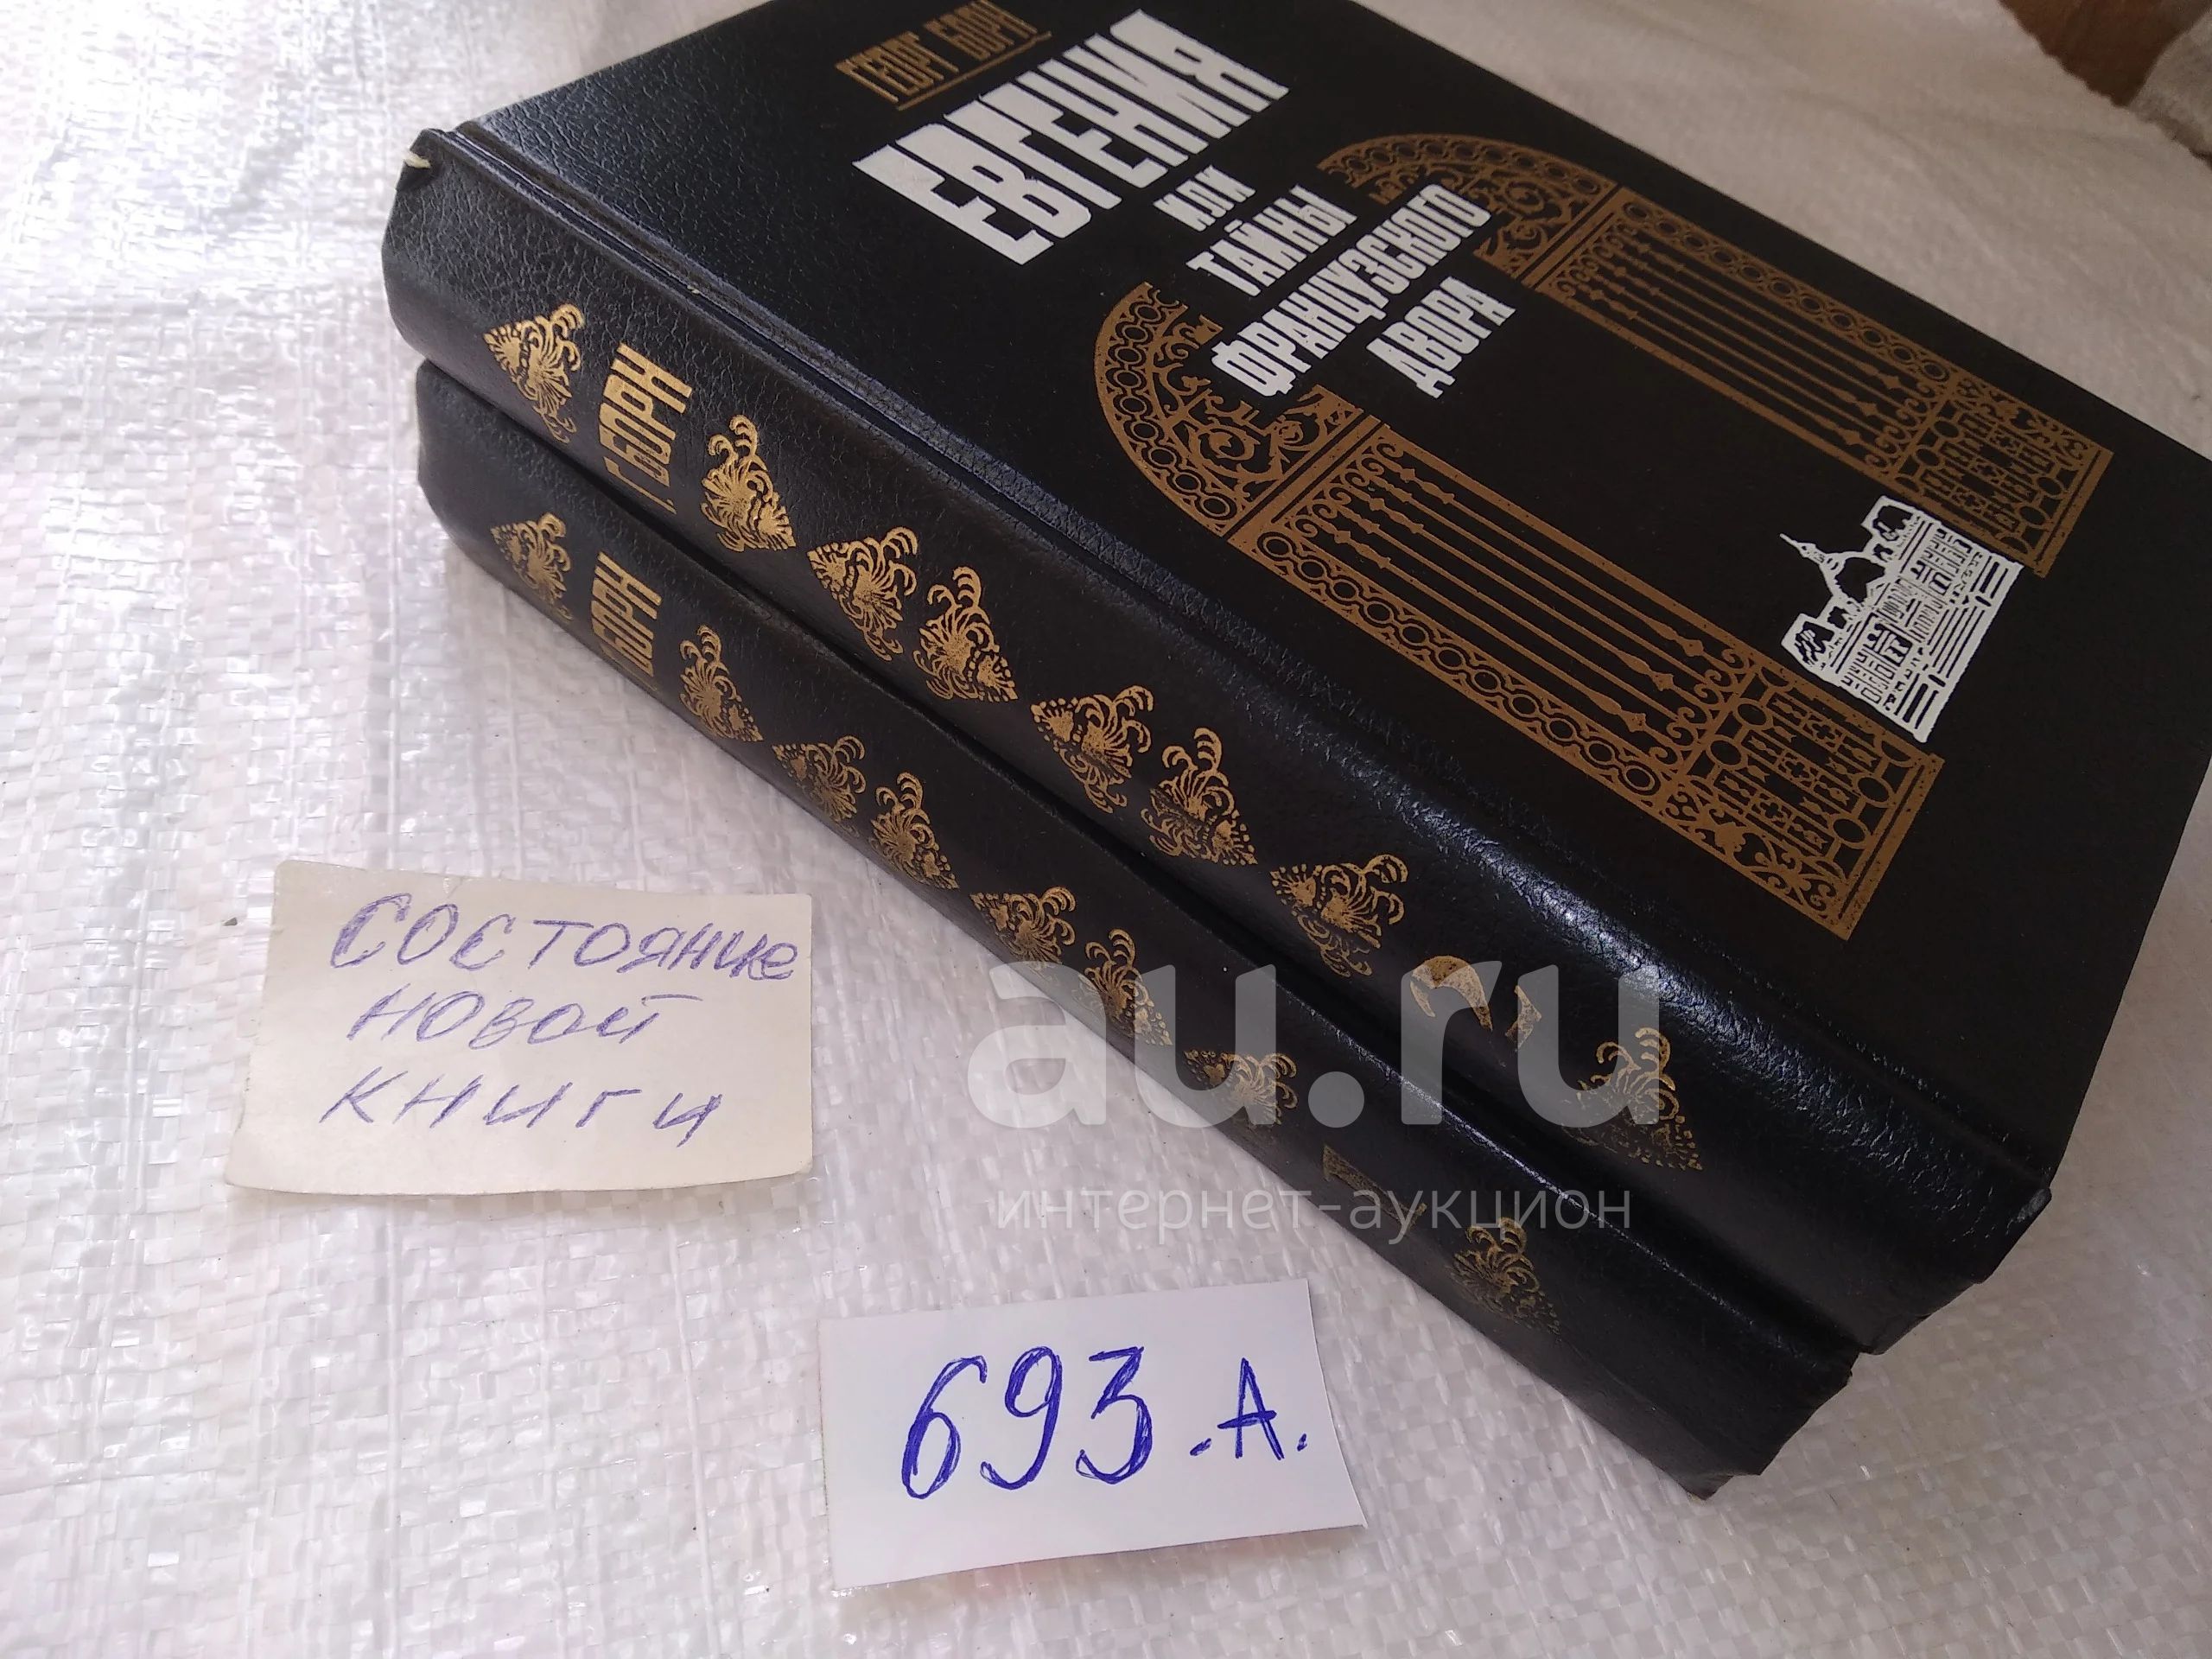 ГЕОРГ БОРН
ЕВГЕНИЯ
ИЛИ
ТАЙНЫ
ФРАНЦУЗСКОГО
ДВОРА
Г. БОРН
Г. БОРН
СОСТОЯНИЕ
НОВОЙ
КНИГИ
au.ru
интернет-аукцион
693.А.